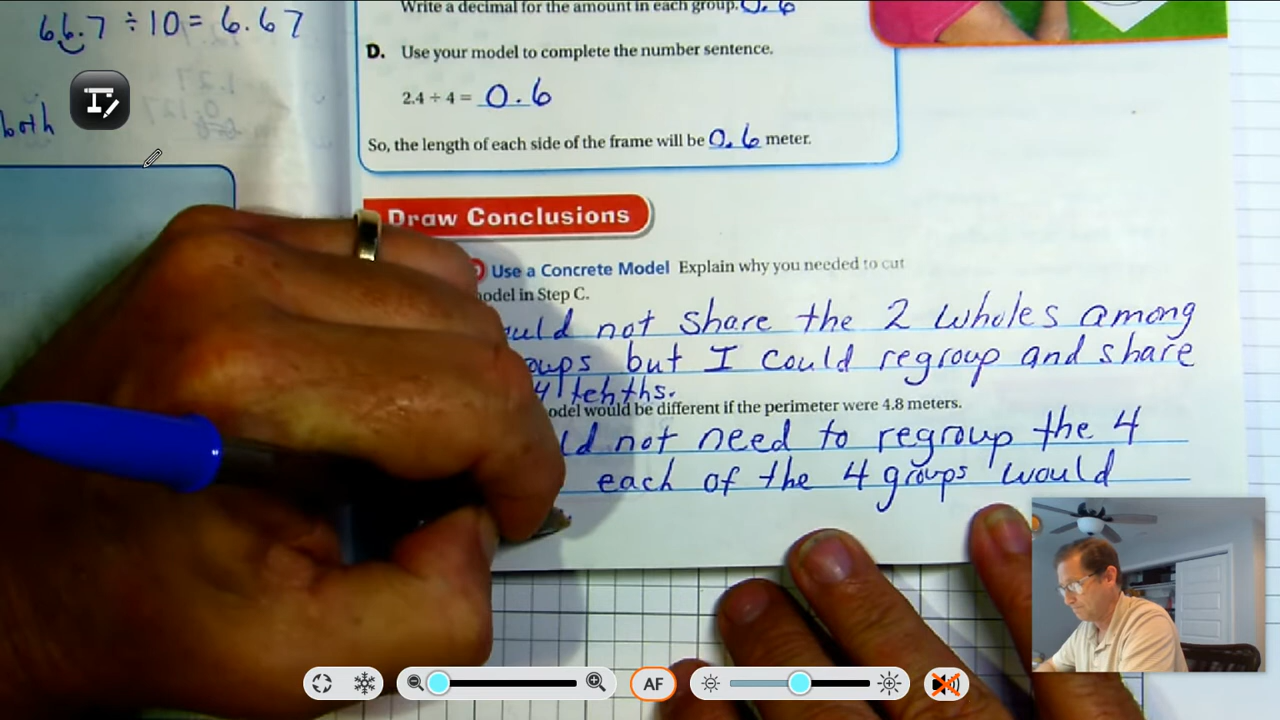 66.7 ÷ 10 = 6.67
both
Write a decimal for the amount in each group. 0.6
D. Use your model to complete the number sentence.
2.4 ÷ 4 = 0.6
So, the length of each side of the frame will be 0.6 meter.
Draw Conclusions
Use a Concrete Model Explain why you needed to cut
odel in Step C.
uld not share the 2 wholes among
oups but I could regroup and share
4 tenths.
odel would be different if the perimeter were 4.8 meters.
ld not need to regroup the 4
each of the 4 groups would
AF